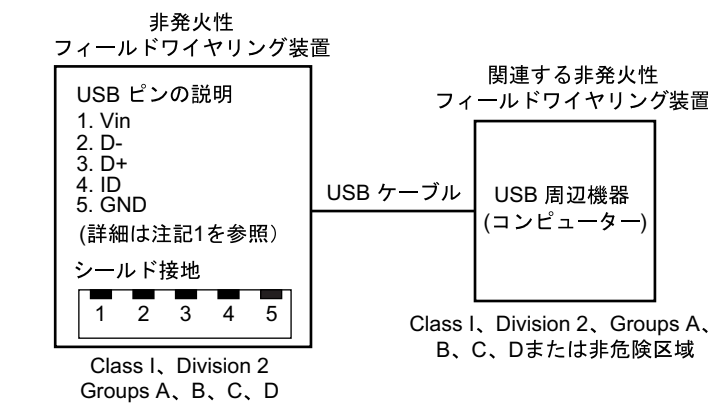 非発火性
フィールドワイヤリング装置
USB ピンの説明
1. Vin
2. D-
3. D+
4. ID
5. GND
(詳細は注記1を参照）
シールド接地
1 2 3 4 5
Class I、Division 2
Groups A、B、C、D
USB ケーブル
関連する非発火性
フィールドワイヤリング装置
USB 周辺機器
(コンピューター)
Class I、Division 2、Groups A、
B、C、Dまたは非危険区域